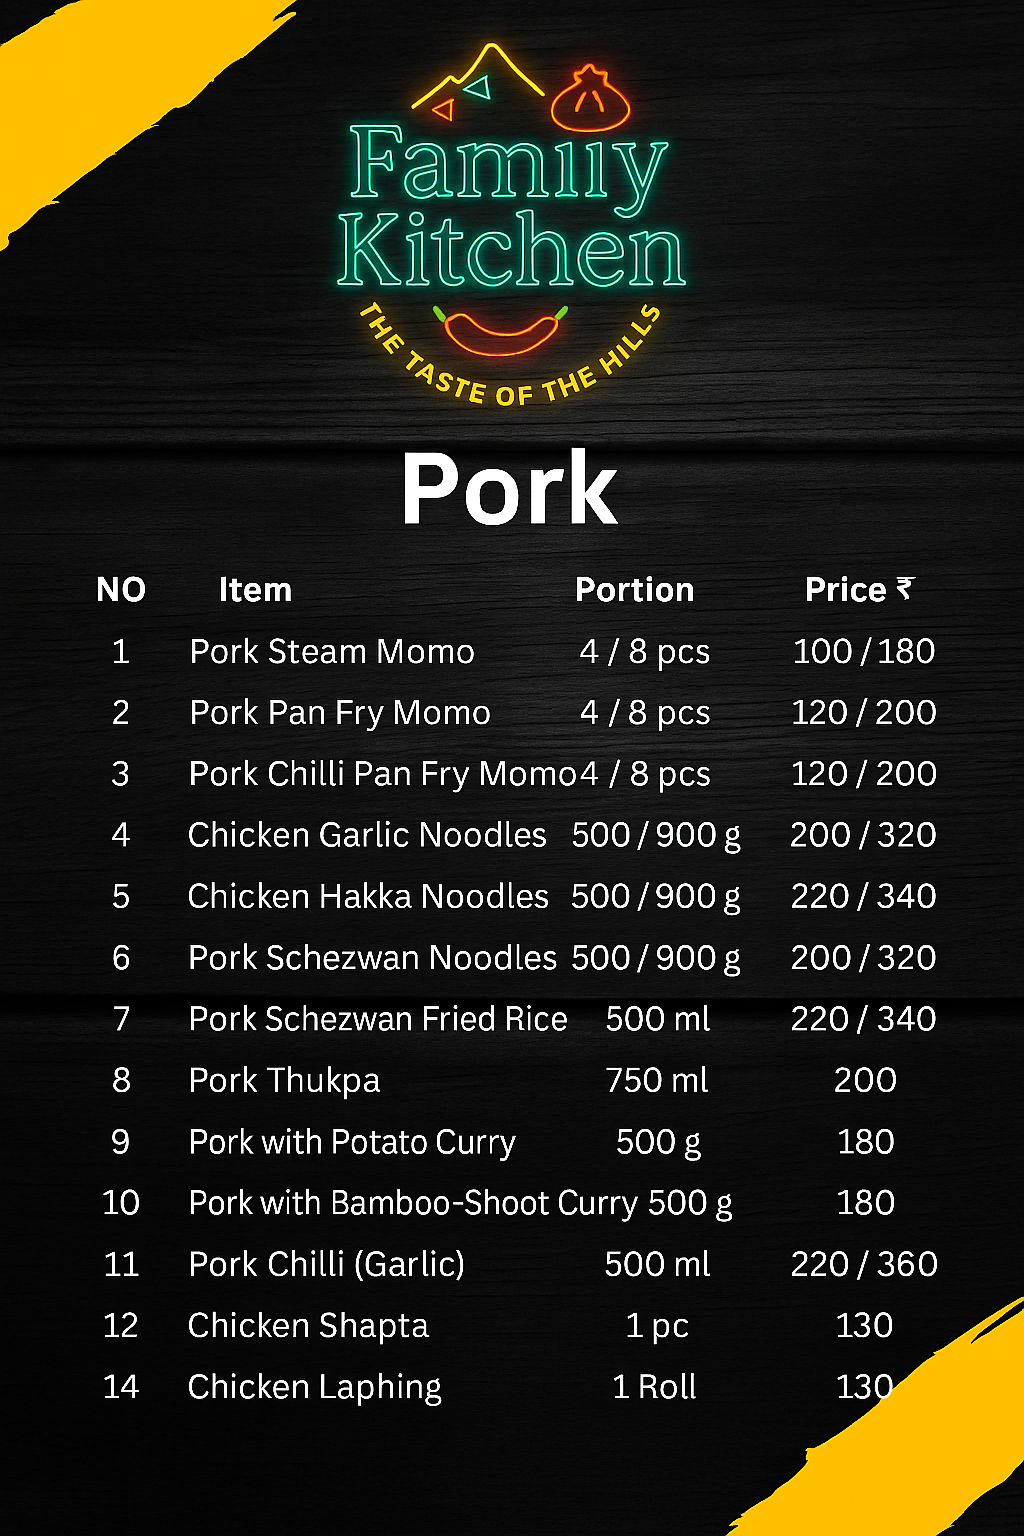 Family
Kitchen
THE TASTE OF THE HILLS
Pork
NO Item Portion Price ₹
1 Pork Steam Momo 4 / 8 pcs 100 / 180
2 Pork Pan Fry Momo 4 / 8 pcs 120 / 200
3 Pork Chilli Pan Fry Momo 4 / 8 pcs 120 / 200
4 Chicken Garlic Noodles 500 / 900 g 200 / 320
5 Chicken Hakka Noodles 500 / 900 g 220 / 340
6 Pork Schezwan Noodles 500 / 900 g 200 / 320
7 Pork Schezwan Fried Rice 500 ml 220 / 340
8 Pork Thukpa 750 ml 200
9 Pork with Potato Curry 500 g 180
10 Pork with Bamboo-Shoot Curry 500 g 180
11 Pork Chilli (Garlic) 500 ml 220 / 360
12 Chicken Shapta 1 pc 130
14 Chicken Laphing 1 Roll 130